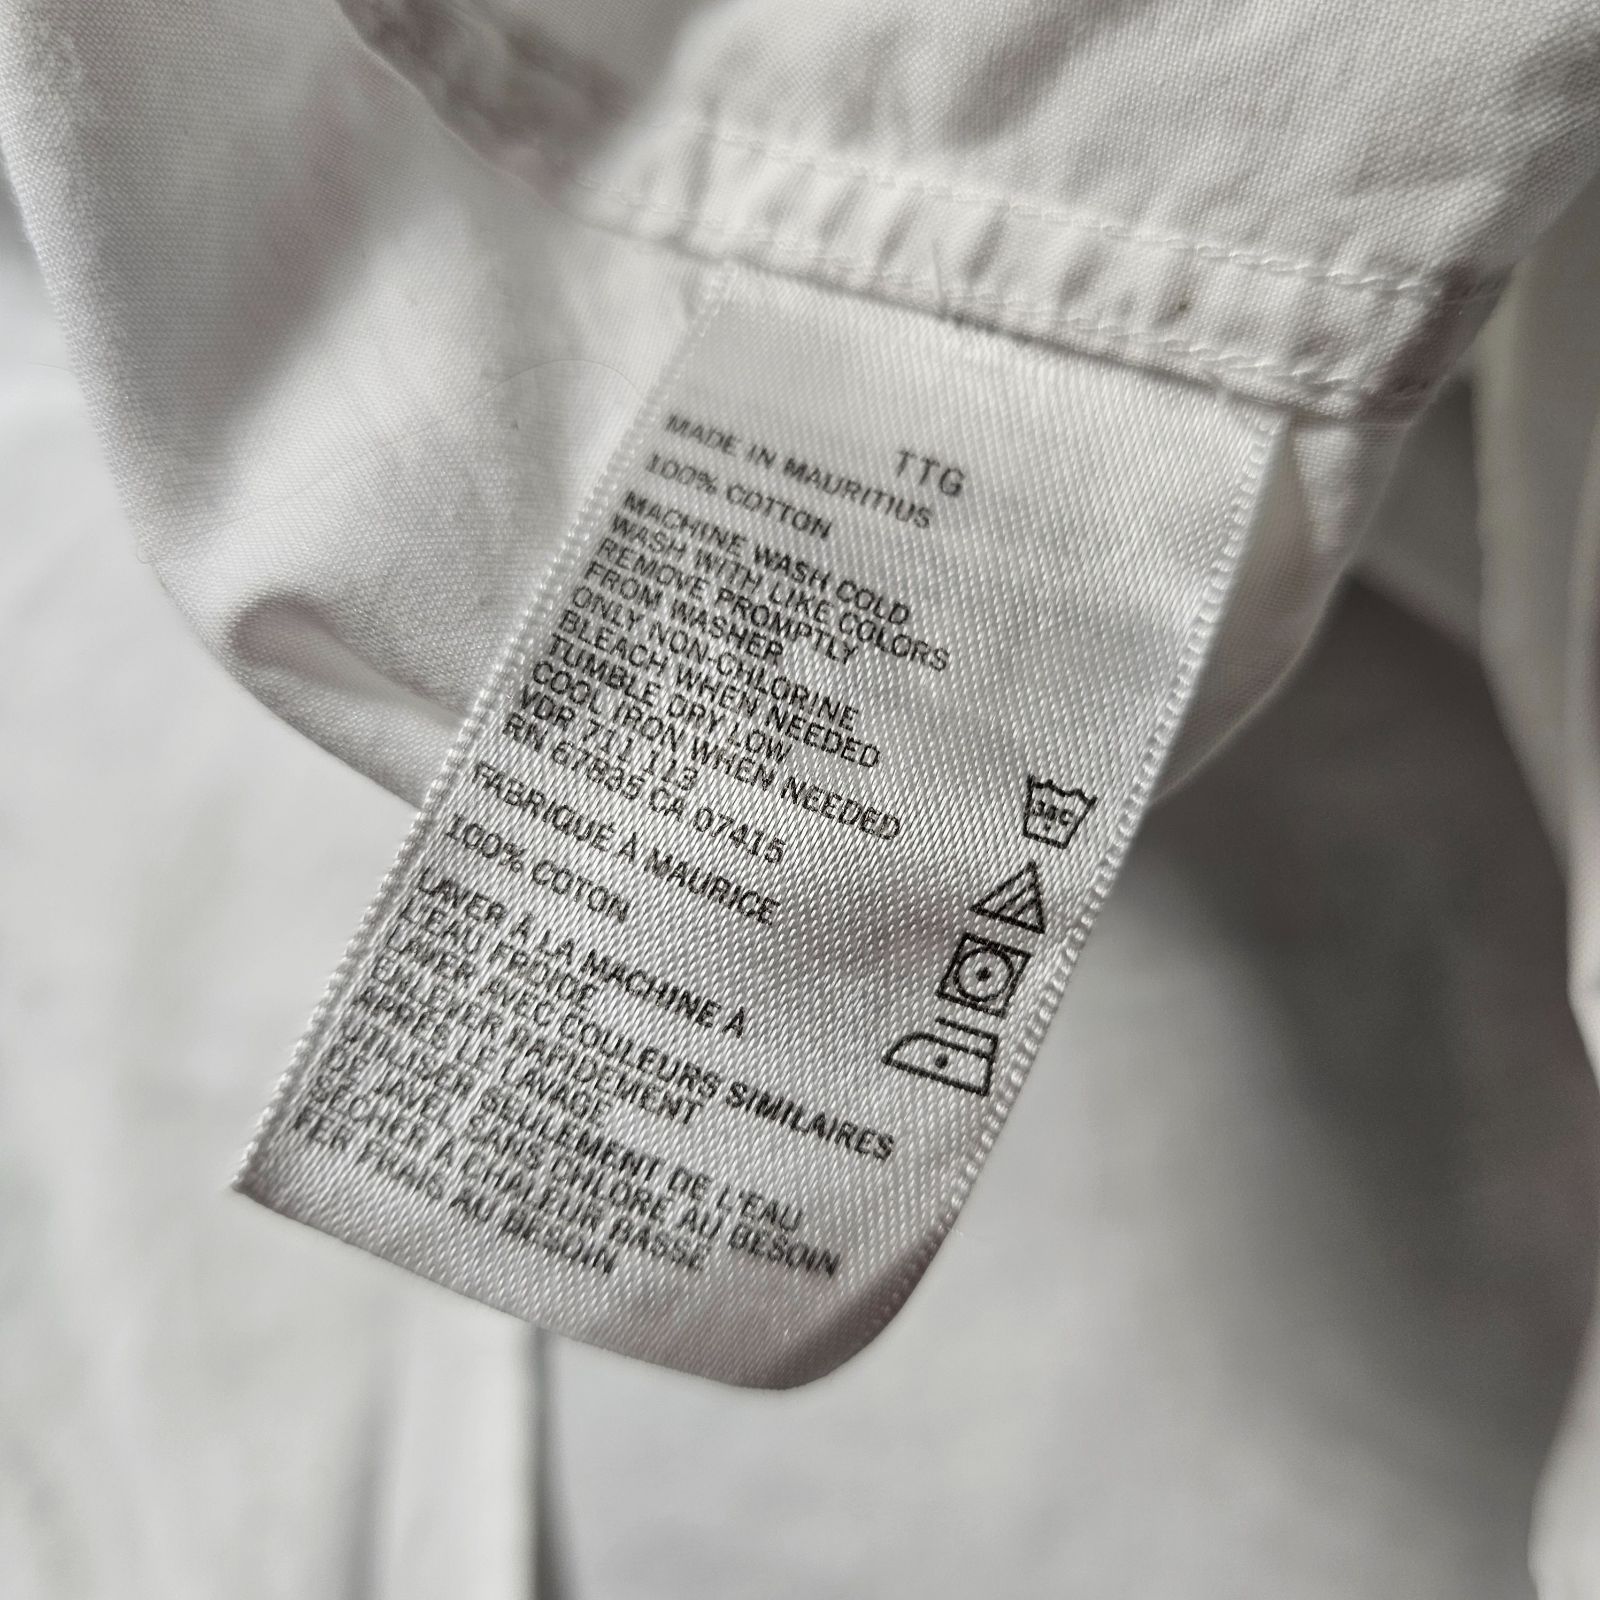 TTG
MADE IN MAURITIUS
100% COTTON
MACHINE WASH COLD
WASH WITH LIKE COLORS
REMOVE PROMPTLY
FROM WASHER
ONLY NON-CHLORINE
BLEACH WHEN NEEDED
TUMBLE DRY LOW
COOL IRON WHEN NEEDED
VDR 711 113
RN 67835 CA 07415
FABRIQUÉ À MAURICE
100% COTON
LAVER À LA MACHINE À
L'EAU FROIDE
LAVER AVEC COULEURS SIMILAIRES
ENLEVER RAPIDEMENT
APRÈS LE LAVAGE
UTILISER SEULEMENT DE L'EAU
DE JAVEL SANS CHLORE AU BESOIN
SÉCHER À CHALEUR BASSE
FER FROID AU BESOIN